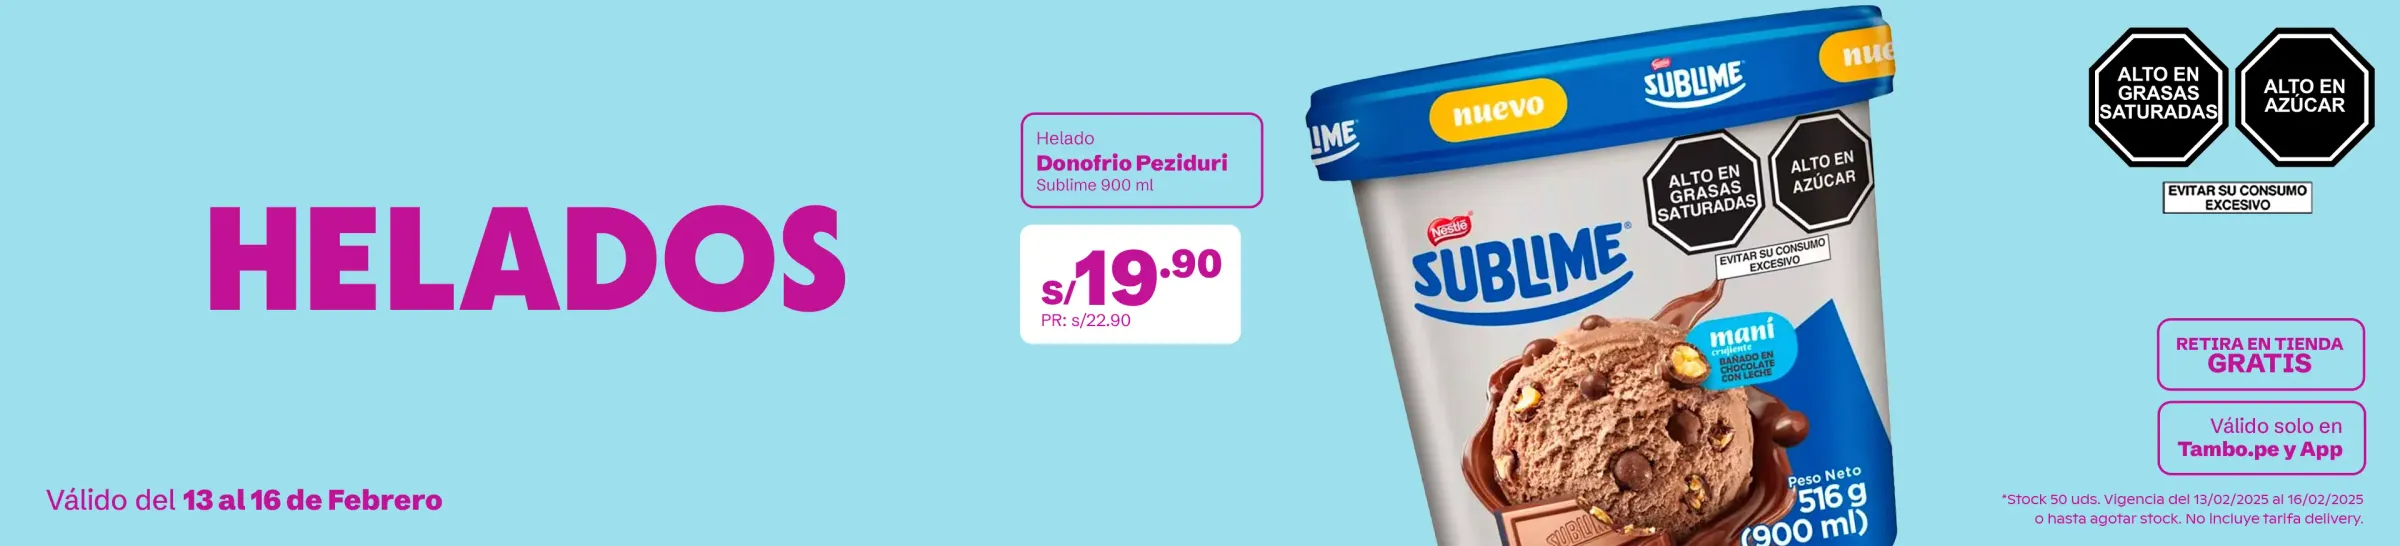 HELADOS
Válido del 13 al 16 de Febrero
Helado
Donofrio Peziduri
Sublime 900 ml
s/19.90
PR: s/22.90
nuevo
Nestlé
SUBLIME
nue
LIME
ALTO EN
GRASAS
SATURADAS
ALTO EN
AZÚCAR
EVITAR SU CONSUMO
EXCESIVO
Nestlé
SUBLIME®
maní
crujiente
BAÑADO EN
CHOCOLATE
CON LECHE
SUBLI
Peso Neto
516 g
(900 ml)
ALTO EN
GRASAS
SATURADAS
ALTO EN
AZÚCAR
EVITAR SU CONSUMO
EXCESIVO
RETIRA EN TIENDA
GRATIS
Válido solo en
Tambo.pe y App
*Stock 50 uds. Vigencia del 13/02/2025 al 16/02/2025
o hasta agotar stock. No incluye tarifa delivery.